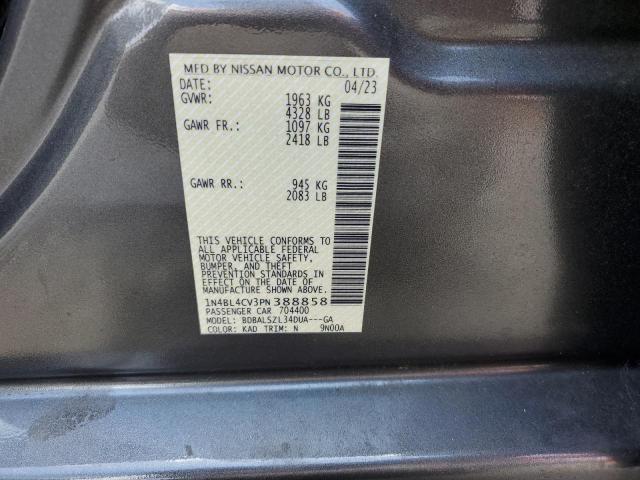 MFD BY NISSAN MOTOR CO., LTD.
DATE: 04/23
GVWR: 1963 KG
4328 LB
GAWR FR.: 1097 KG
2418 LB
GAWR RR.: 945 KG
2083 LB
THIS VEHICLE CONFORMS TO
ALL APPLICABLE FEDERAL
MOTOR VEHICLE SAFETY,
BUMPER, AND THEFT
PREVENTION STANDARDS IN
EFFECT ON THE DATE OF
MANUFACTURE SHOWN ABOVE.
1N4BL4CV3PN388858
PASSENGER CAR 704400
MODEL: BDBALSZL34DUA---GA
COLOR: KAD TRIM: N 9N00A